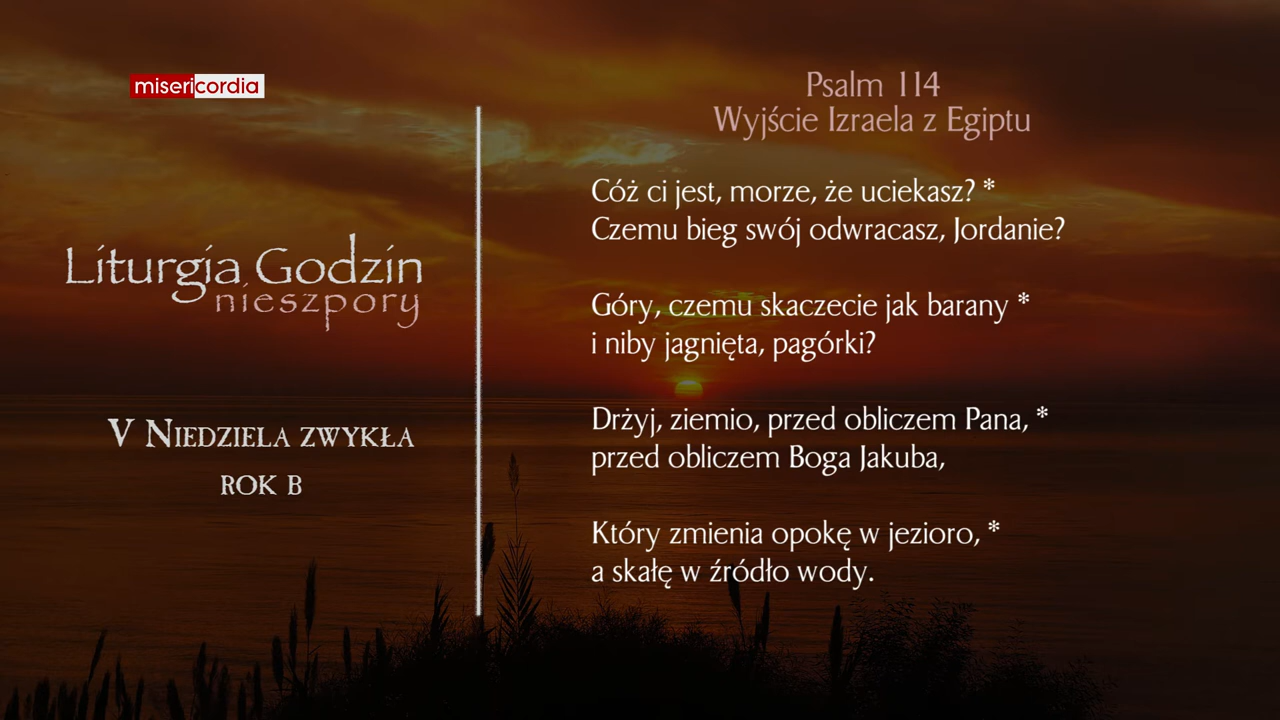 misericordia
Liturgia Godzin
nieszpory
V Niedziela zwykła
rok B
Psalm 114
Wyjście Izraela z Egiptu
Cóż ci jest, morze, że uciekasz? *
Czemu bieg swój odwracasz, Jordanie?
Góry, czemu skaczecie jak barany *
i niby jagnięta, pagórki?
Drżyj, ziemio, przed obliczem Pana, *
przed obliczem Boga Jakuba,
Który zmienia opokę w jezioro, *
a skałę w źródło wody.